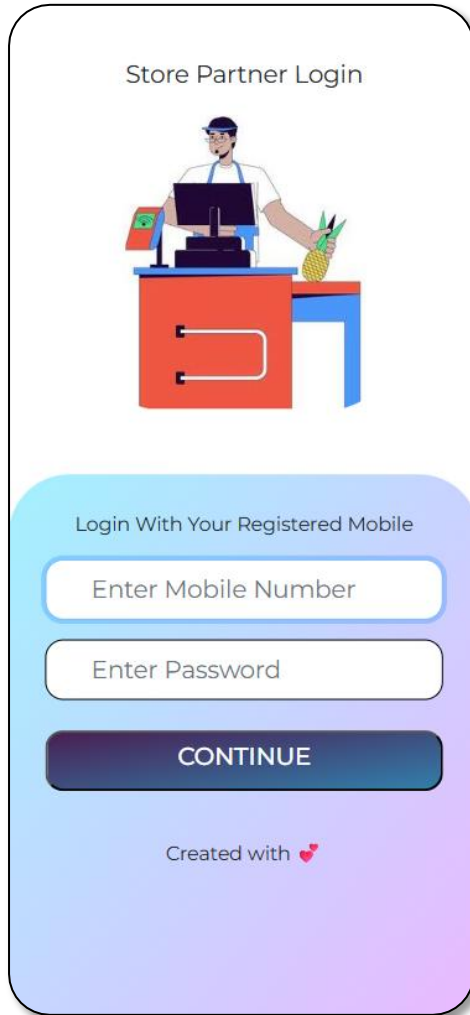 Store Partner Login
Login With Your Registered Mobile
Enter Mobile Number
Enter Password
CONTINUE
Created with 💕